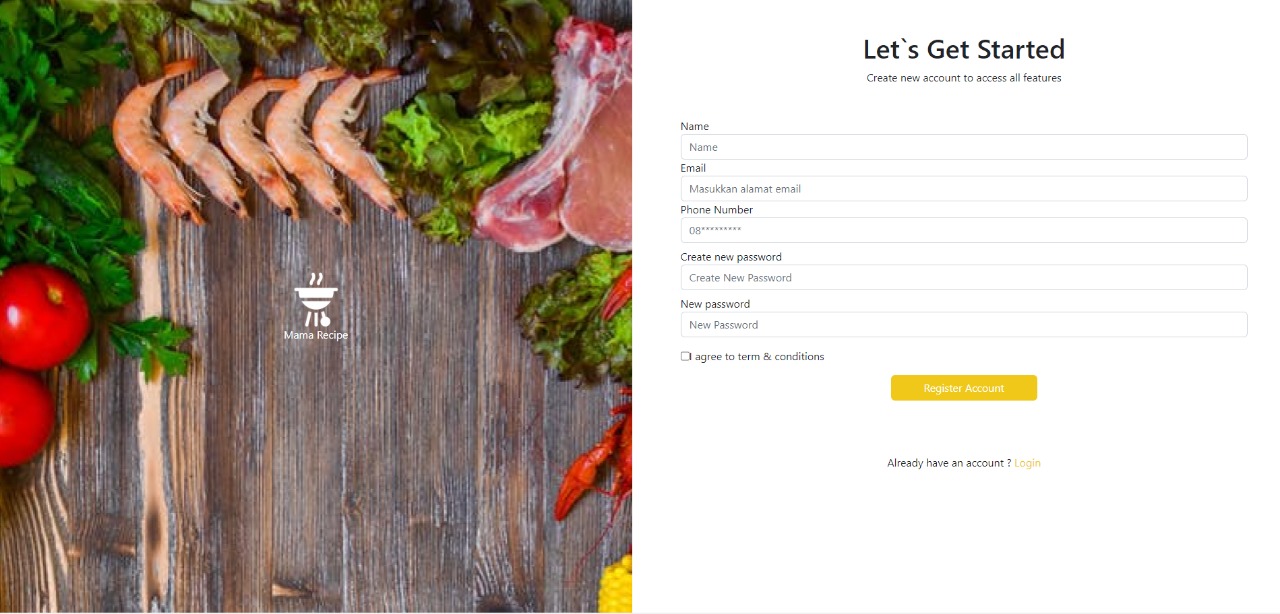 Mama Recipe
Let`s Get Started
Create new account to access all features
Name
Name
Email
Masukkan alamat email
Phone Number
08*********
Create new password
Create New Password
New password
New Password
I agree to term & conditions
Register Account
Already have an account ? Login